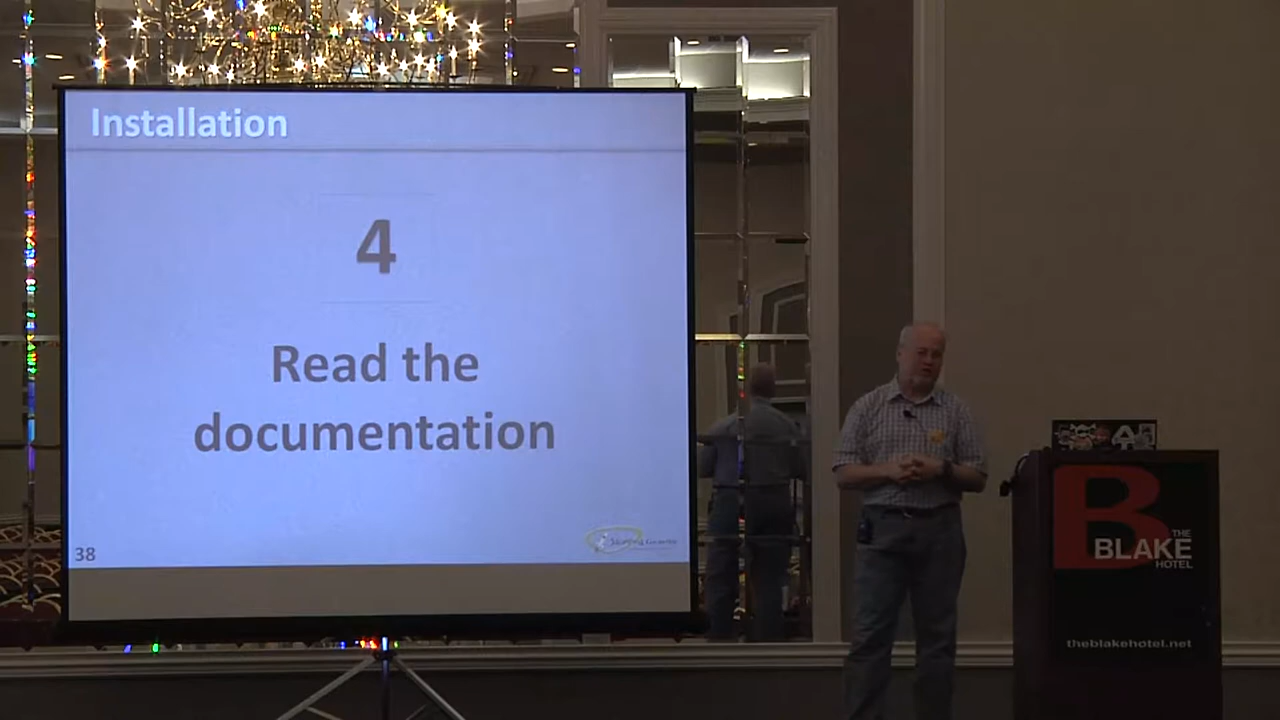 Installation
4
Read the
documentation
38
B
THE
BLAKE
HOTEL
theblakehotel.net